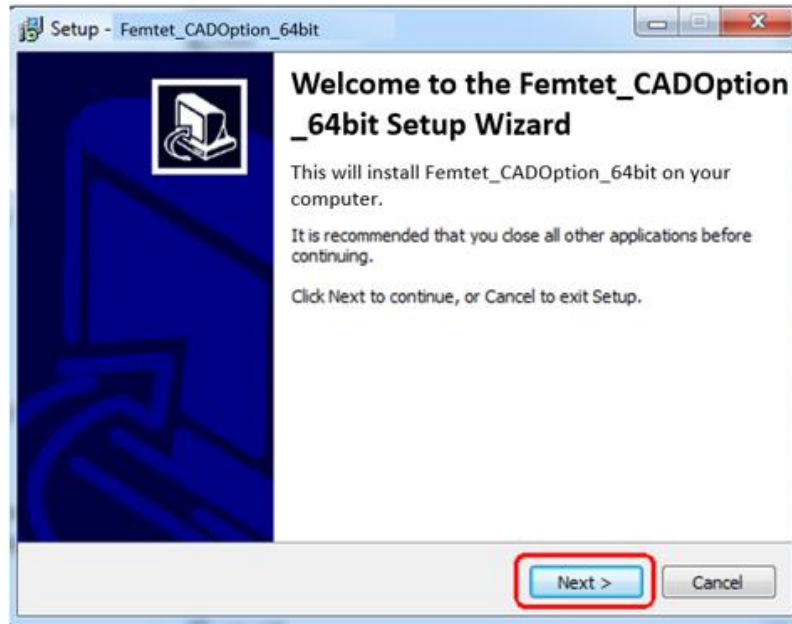 Setup - Femtet_CADOption_64bit
Welcome to the Femtet_CADOption
_64bit Setup Wizard
This will install Femtet_CADOption_64bit on your
computer.
It is recommended that you close all other applications before
continuing.
Click Next to continue, or Cancel to exit Setup.
Next >
Cancel